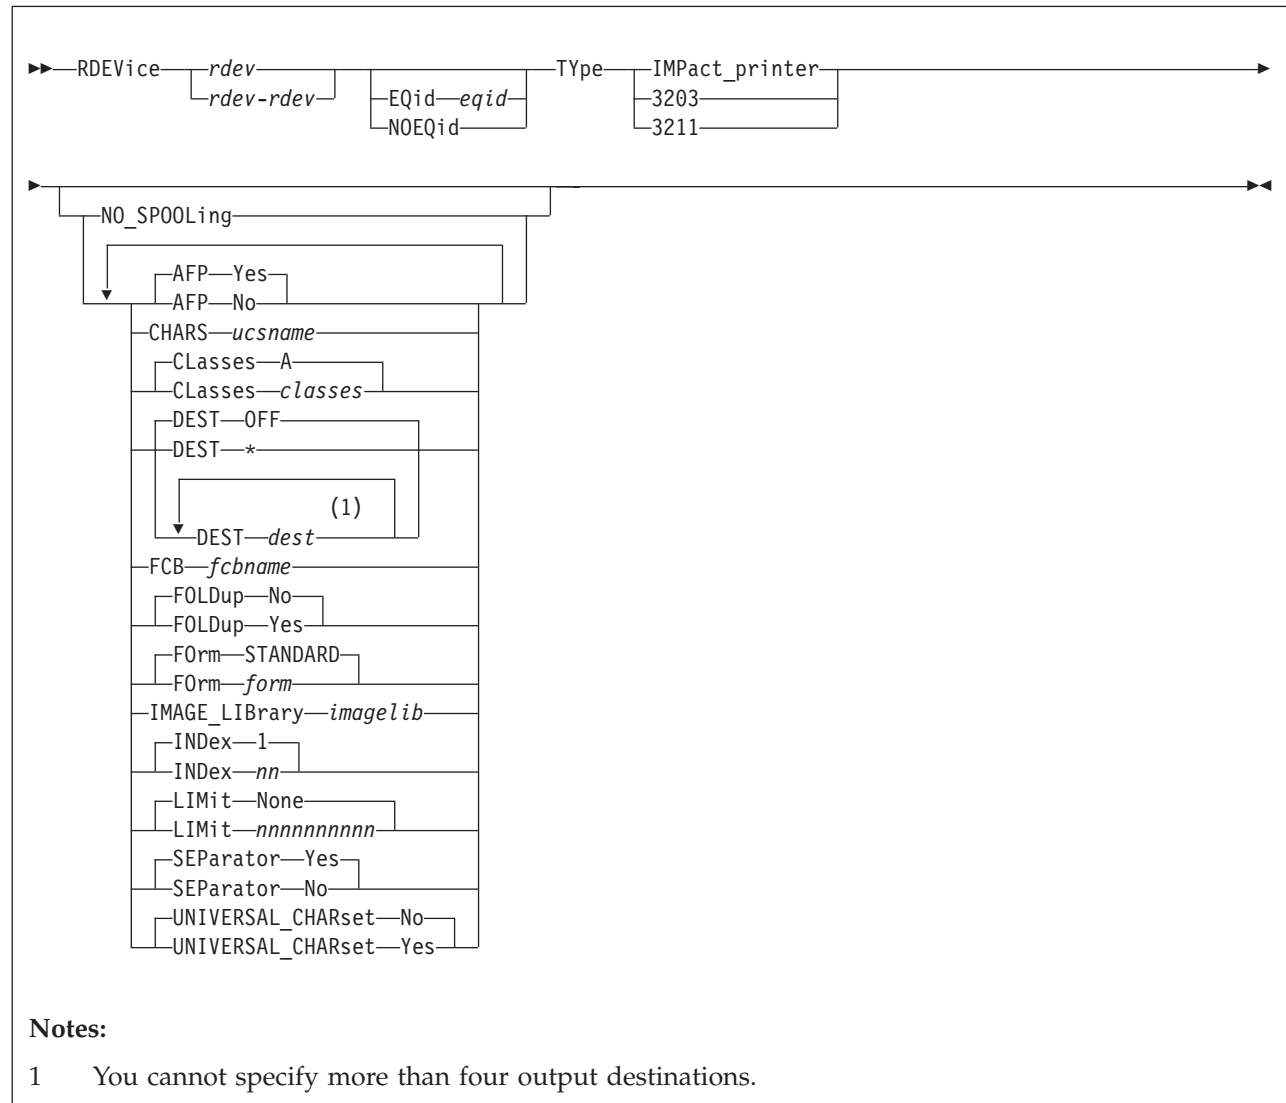 RDEVice rdev TYpe IMPact_printer
rdev-rdev EQid eqid 3203
NOEQid 3211
NO_SPOOLing
AFP Yes
AFP No
CHARS ucsname
CLasses A
CLasses classes
DEST OFF
DEST *
(1)
DEST dest
FCB fcbname
FOLDup No
FOLDup Yes
FOrm STANDARD
FOrm form
IMAGE_LIBrary imagelib
INDex 1
INDex nn
LIMit None
LIMit nnnnnnnnnn
SEParator Yes
SEParator No
UNIVERSAL_CHARset No
UNIVERSAL_CHARset Yes
Notes:
1 You cannot specify more than four output destinations.